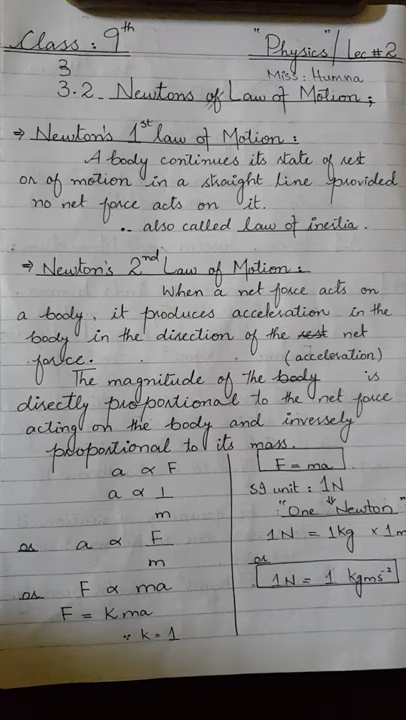 Class : 9th "Physics" / Lec # 2
Miss : Humna
3
3.2 Newtons of Law of Motion ;
⇒ Newton's 1st law of Motion :
A body continues its state of rest
or of motion in a straight line provided
no net force acts on it.
∴ also called law of inertia.
⇒ Newton's 2nd Law of Motion :
When a net force acts on
a body, it produces acceleration in the
body in the direction of the rest net
force. (acceleration)
The magnitude of the body is
directly proportional to the net force
acting on the body and inversely
proportional to its mass.
a ∝ F
a ∝ 1/m
or a ∝ F/m
or F ∝ ma
F = Kma
∵ k = 1
F = ma
SI unit : 1N
⇓
"One Newton"
1N = 1kg × 1m
or
1N = 1 kgms⁻²